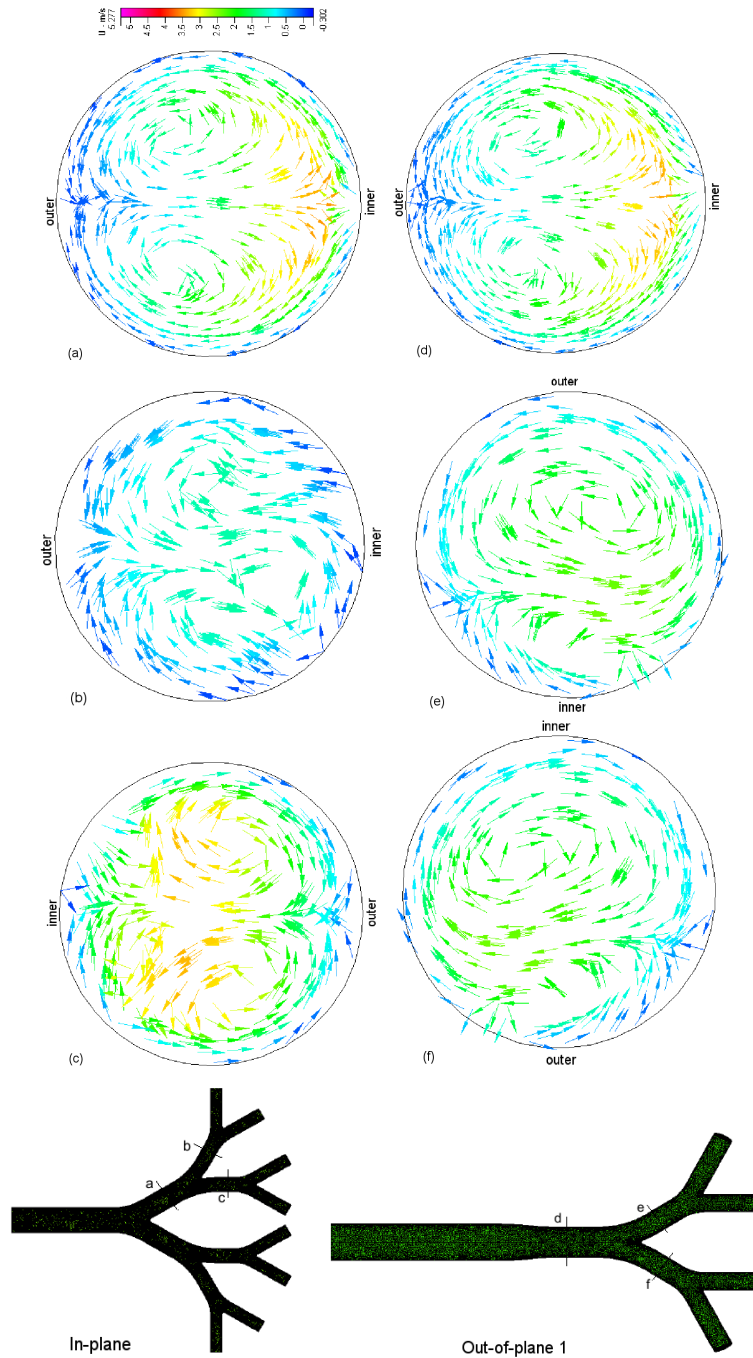 U - m/s
5.277
5
4.5
4
3.5
3
2.5
2
1.5
1
0.5
0
-0.302
outer
inner
(a)
outer
inner
(d)
outer
inner
(b)
outer
inner
(e)
inner
outer
(c)
inner
outer
(f)
b
a
c
In-plane
d
e
f
Out-of-plane 1